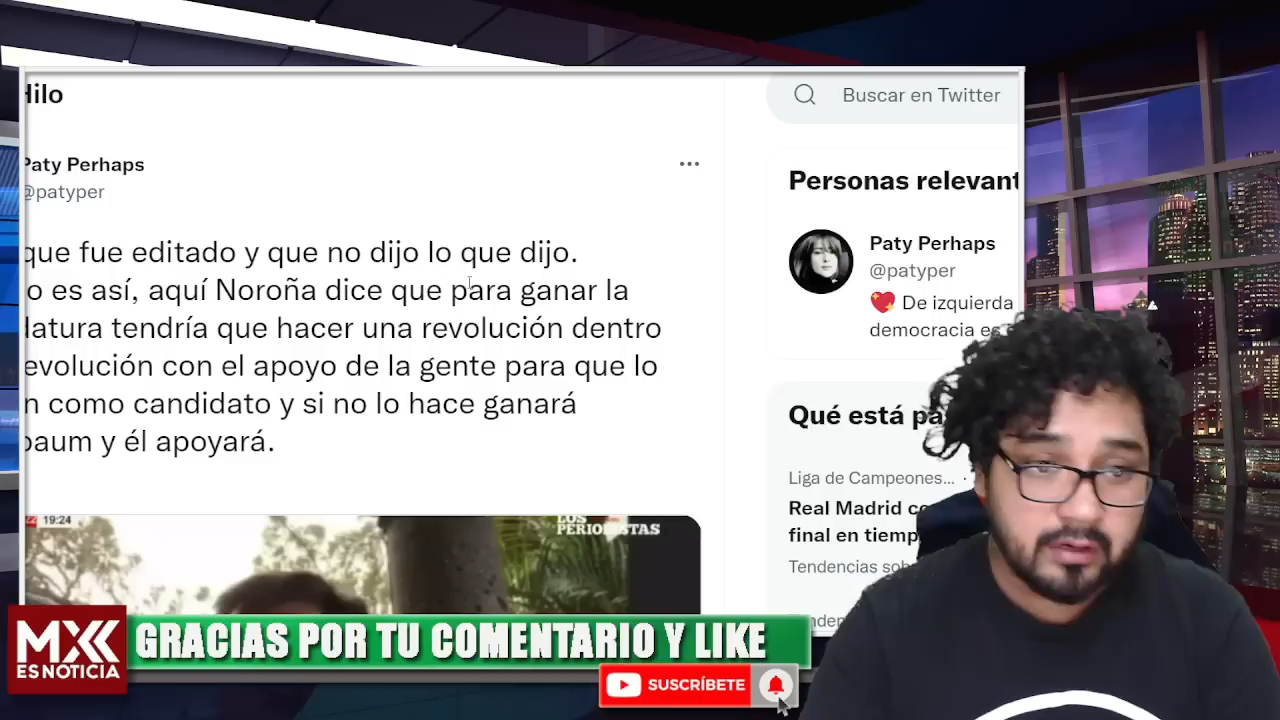 Hilo
Buscar en Twitter
Paty Perhaps
@patyper
que fue editado y que no dijo lo que dijo.
o es así, aquí Noroña dice que para ganar la
datura tendría que hacer una revolución dentro
evolución con el apoyo de la gente para que lo
n como candidato y si no lo hace ganará
baum y él apoyará.
19:24
LOS
PERIODISTAS
Personas relevant
Paty Perhaps
@patyper
De izquierda
democracia es
Qué está pa
Liga de Campeones... ·
Real Madrid co
final en tiemp
Tendencias sob
MX
ES NOTICIA
GRACIAS POR TU COMENTARIO Y LIKE
SUSCRÍBETE